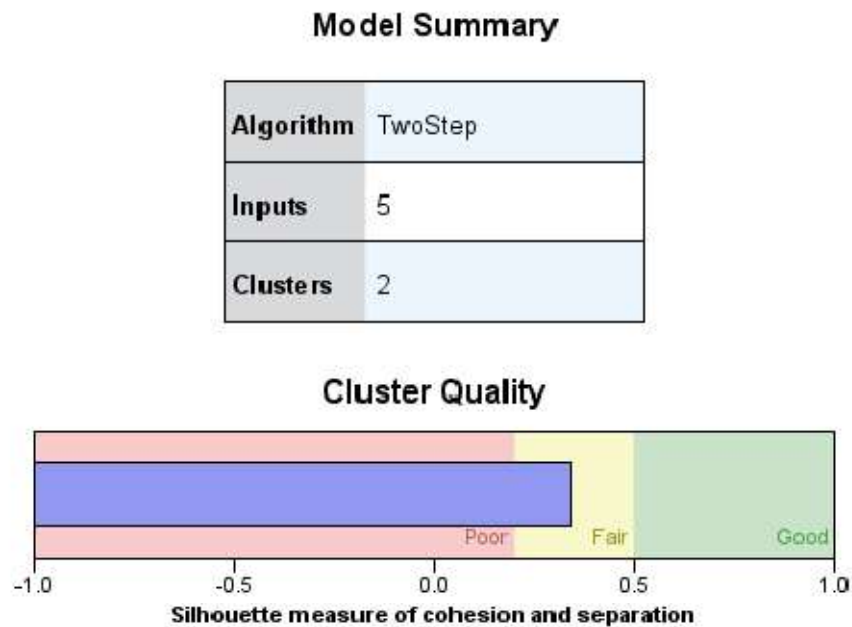 Model Summary
Algorithm TwoStep
Inputs 5
Clusters 2
Cluster Quality
Poor Fair Good
-1.0 -0.5 0.0 0.5 1.0
Silhouette measure of cohesion and separation